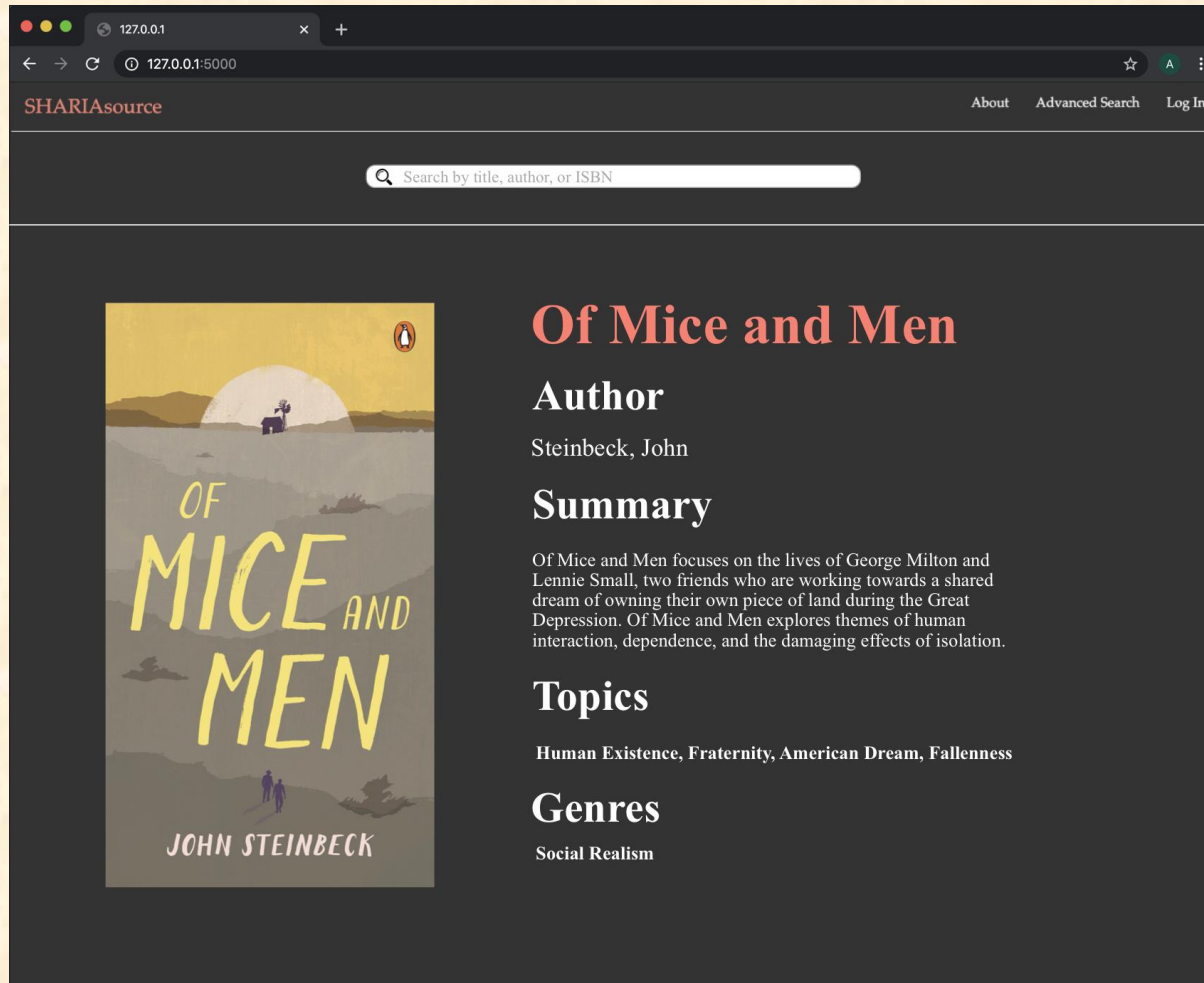 127.0.0.1
127.0.0.1:5000
A
SHARIAsource
About Advanced Search Log In
Search by title, author, or ISBN
OF
MICE AND
MEN
JOHN STEINBECK
Of Mice and Men
Author
Steinbeck, John
Summary
Of Mice and Men focuses on the lives of George Milton and
Lennie Small, two friends who are working towards a shared
dream of owning their own piece of land during the Great
Depression. Of Mice and Men explores themes of human
interaction, dependence, and the damaging effects of isolation.
Topics
Human Existence, Fraternity, American Dream, Fallenness
Genres
Social Realism